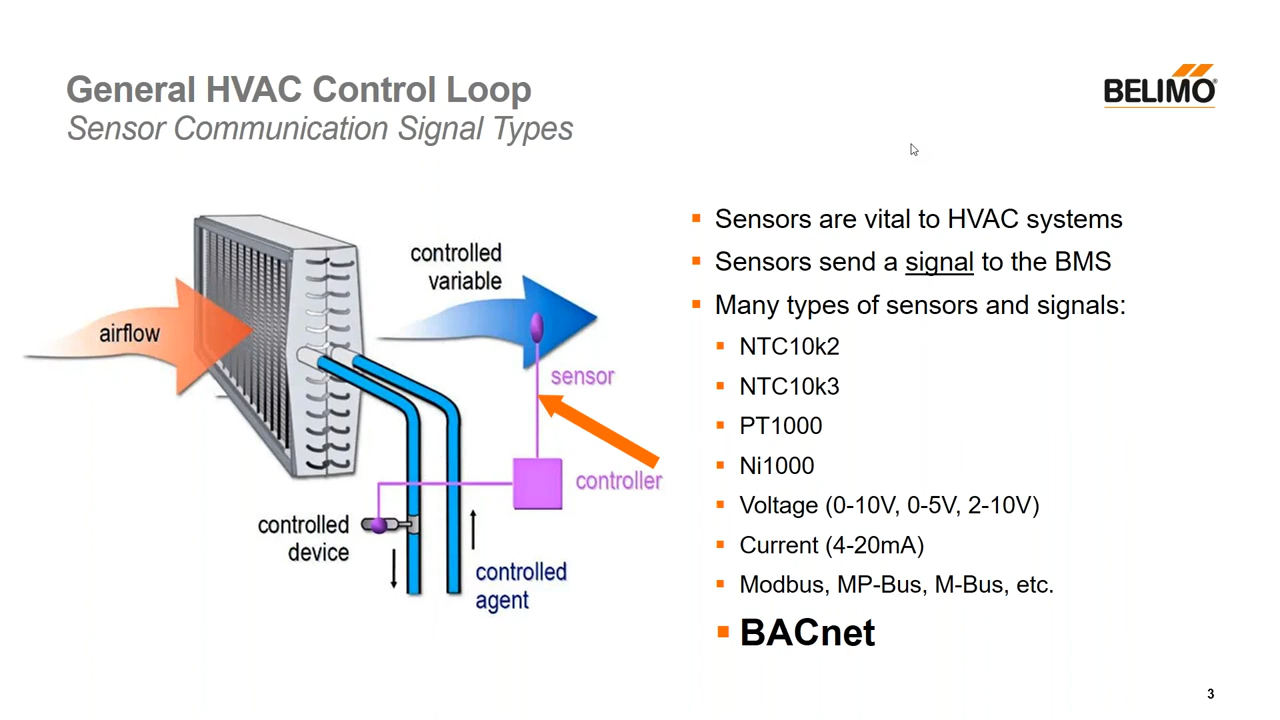 General HVAC Control Loop
Sensor Communication Signal Types
BELIMO®
airflow
controlled
variable
sensor
controller
controlled
device
controlled
agent
Sensors are vital to HVAC systems
Sensors send a signal to the BMS
Many types of sensors and signals:
NTC10k2
NTC10k3
PT1000
Ni1000
Voltage (0-10V, 0-5V, 2-10V)
Current (4-20mA)
Modbus, MP-Bus, M-Bus, etc.
BACnet
3